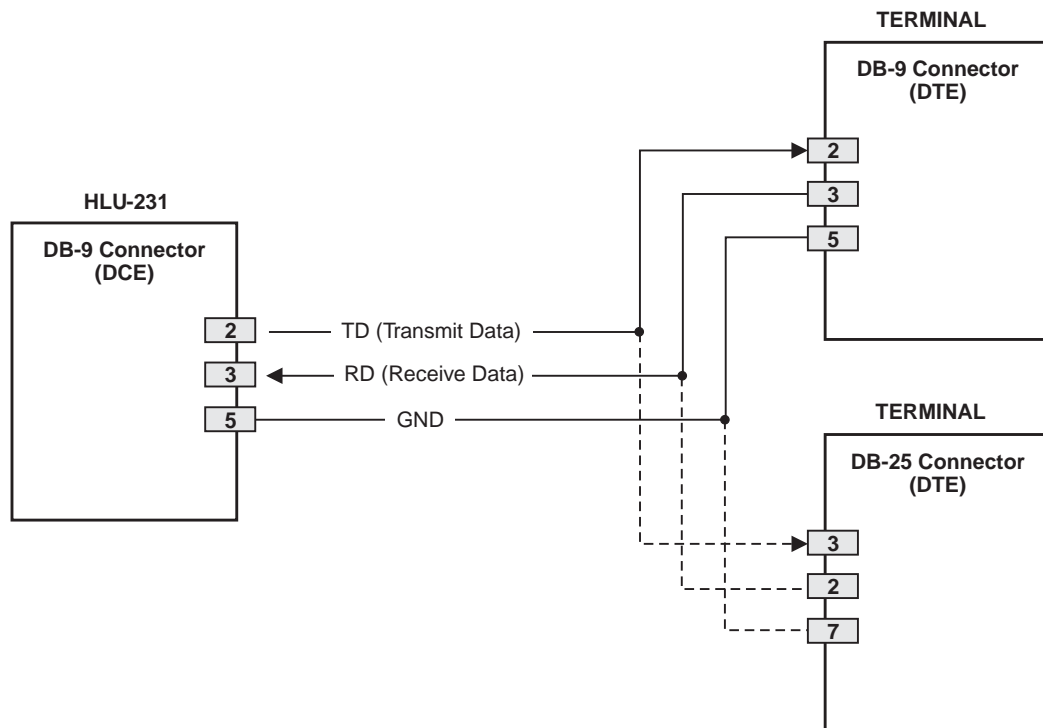 TERMINAL
DB-9 Connector
(DTE)
2
3
5
HLU-231
DB-9 Connector
(DCE)
2
TD (Transmit Data)
3
RD (Receive Data)
5
GND
TERMINAL
DB-25 Connector
(DTE)
3
2
7